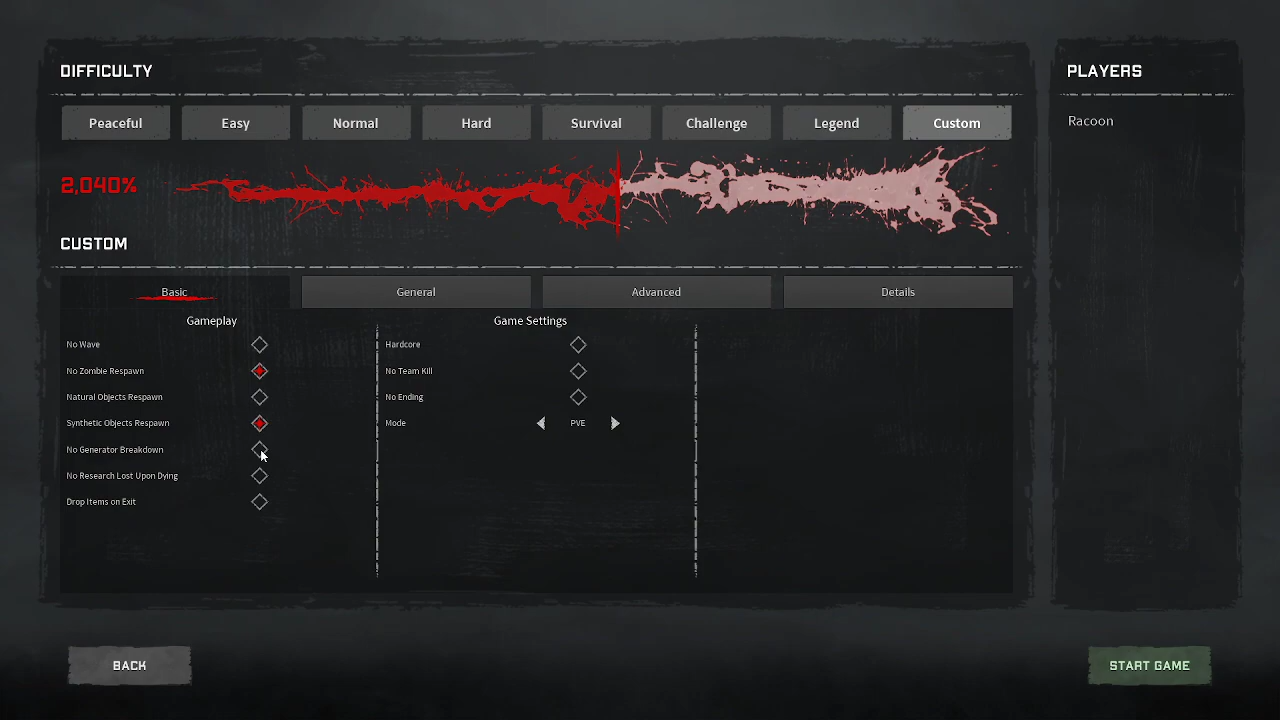 DIFFICULTY
Peaceful
Easy
Normal
Hard
Survival
Challenge
Legend
Custom
2,040%
CUSTOM
Basic
General
Advanced
Details
Gameplay
No Wave
No Zombie Respawn
Natural Objects Respawn
Synthetic Objects Respawn
No Generator Breakdown
No Research Lost Upon Dying
Drop Items on Exit
Game Settings
Hardcore
No Team Kill
No Ending
Mode
PVE
PLAYERS
Racoon
BACK
START GAME